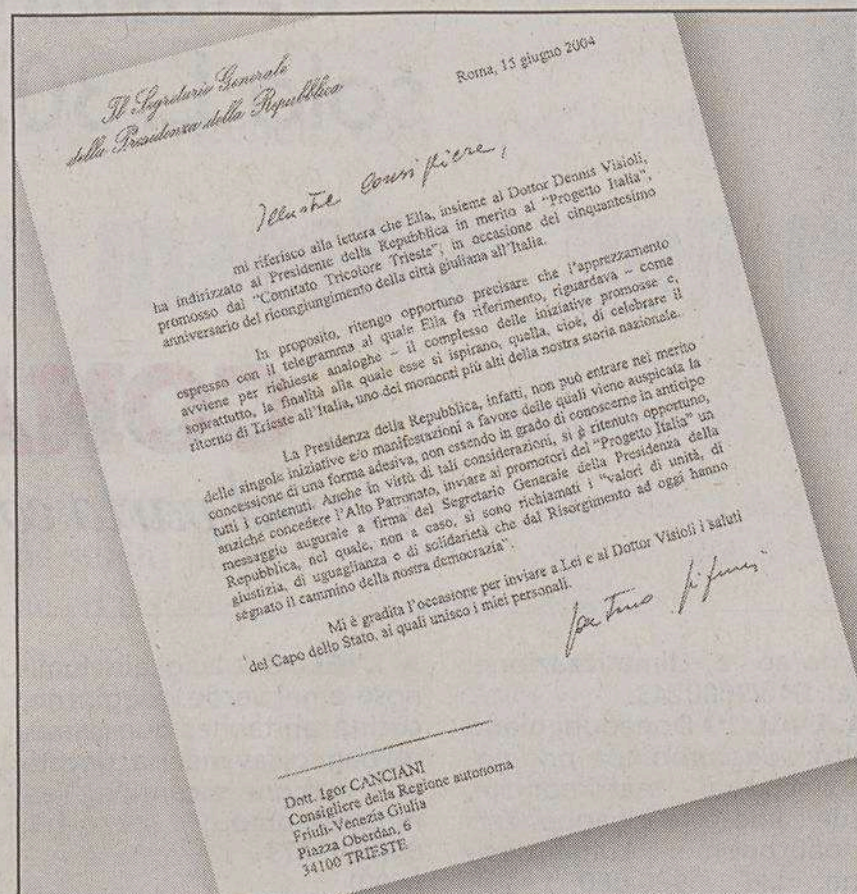 Il Segretario Generale
della Presidenza della Repubblica
Roma, 15 giugno 2004
Illustre Consigliere,
mi riferisco alla lettera che Ella, insieme al Dottor Dennis Visioli,
ha indirizzato al Presidente della Repubblica in merito al "Progetto Italia",
promosso dal "Comitato Tricolore Trieste", in occasione del cinquantesimo
anniversario del ricongiungimento della città giuliana all'Italia.
In proposito, ritengo opportuno precisare che l'apprezzamento
espresso con il telegramma al quale Ella fa riferimento, riguardava – come
avviene per richieste analoghe – il complesso delle iniziative promosse e,
soprattutto, la finalità alla quale esse si ispirano, quella, cioè, di celebrare il
ritorno di Trieste all'Italia, uno dei momenti più alti della nostra storia nazionale.
La Presidenza della Repubblica, infatti, non può entrare nel merito
delle singole iniziative e/o manifestazioni a favore delle quali viene auspicata la
concessione di una forma adesiva, non essendo in grado di conoscerne in anticipo
tutti i contenuti. Anche in virtù di tali considerazioni, si è ritenuto opportuno,
anziché concedere l'Alto Patronato, inviare ai promotori del "Progetto Italia" un
messaggio augurale a firma del Segretario Generale della Presidenza della
Repubblica, nel quale, non a caso, si sono richiamati i "valori di unità, di
giustizia, di uguaglianza e di solidarietà che dal Risorgimento ad oggi hanno
segnato il cammino della nostra democrazia".
Mi è gradita l'occasione per inviare a Lei e al Dottor Visioli i saluti
del Capo dello Stato, ai quali unisco i miei personali.
Dott. Igor CANCIANI
Consigliere della Regione autonoma
Friuli-Venezia Giulia
Piazza Oberdan, 6
34100 TRIESTE